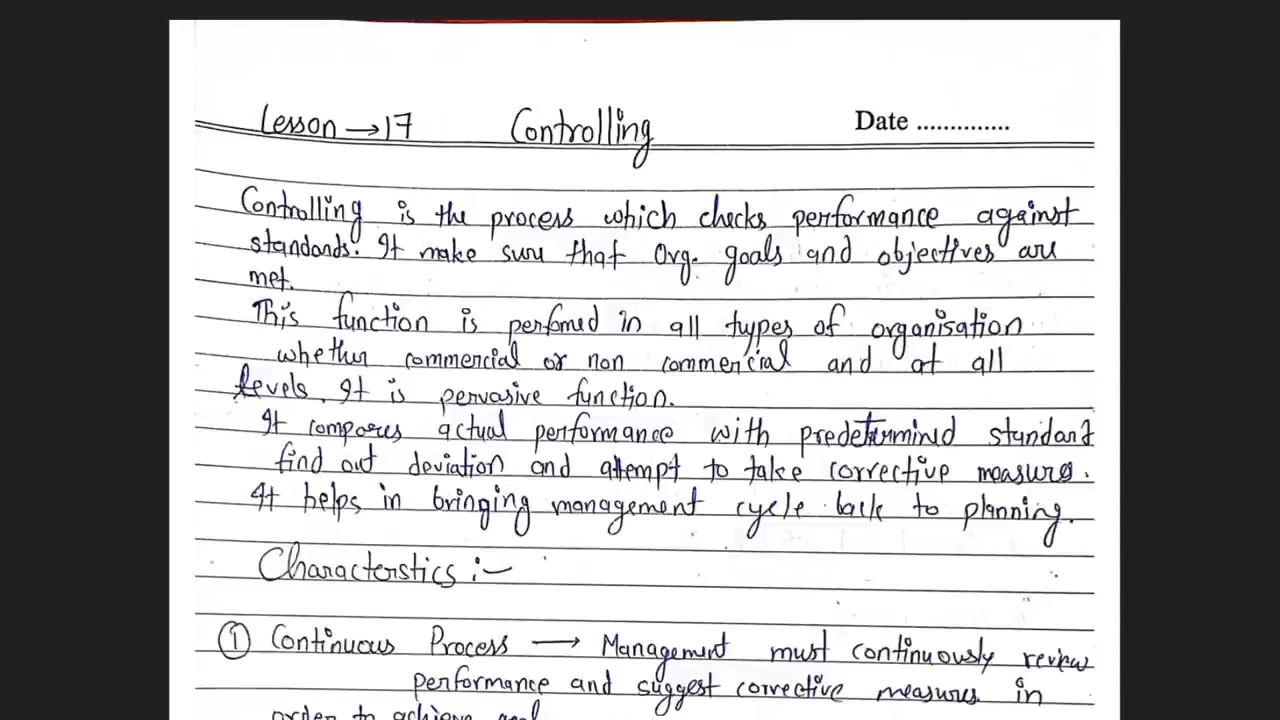 Lesson → 17 Controlling Date ..............
Controlling is the process which checks performance against
standards. It make sure that Org. goals and objectives are
met.
This function is perfomed in all types of organisation
whether commercial or non commercial and at all
levels. It is pervasive function.
It compares actual performance with predetermined standard
find out deviation and attempt to take corrective measures.
It helps in bringing management cycle back to planning.
Characterstics :-
① Continuous Process → Management must continuously review
performance and suggest corrective measures in
order to achieve goal